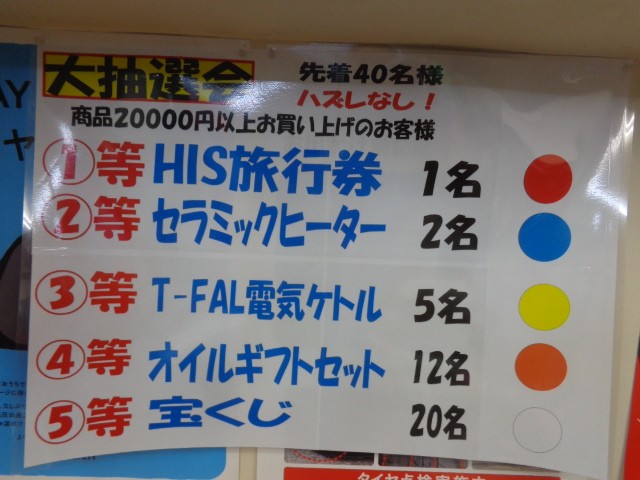 大抽選会
先着40名様
ハズレなし!
商品20000円以上お買い上げのお客様
①等 HIS旅行券 1名
②等 セラミックヒーター 2名
③等 T-FAL電気ケトル 5名
④等 オイルギフトセット 12名
⑤等 宝くじ 20名